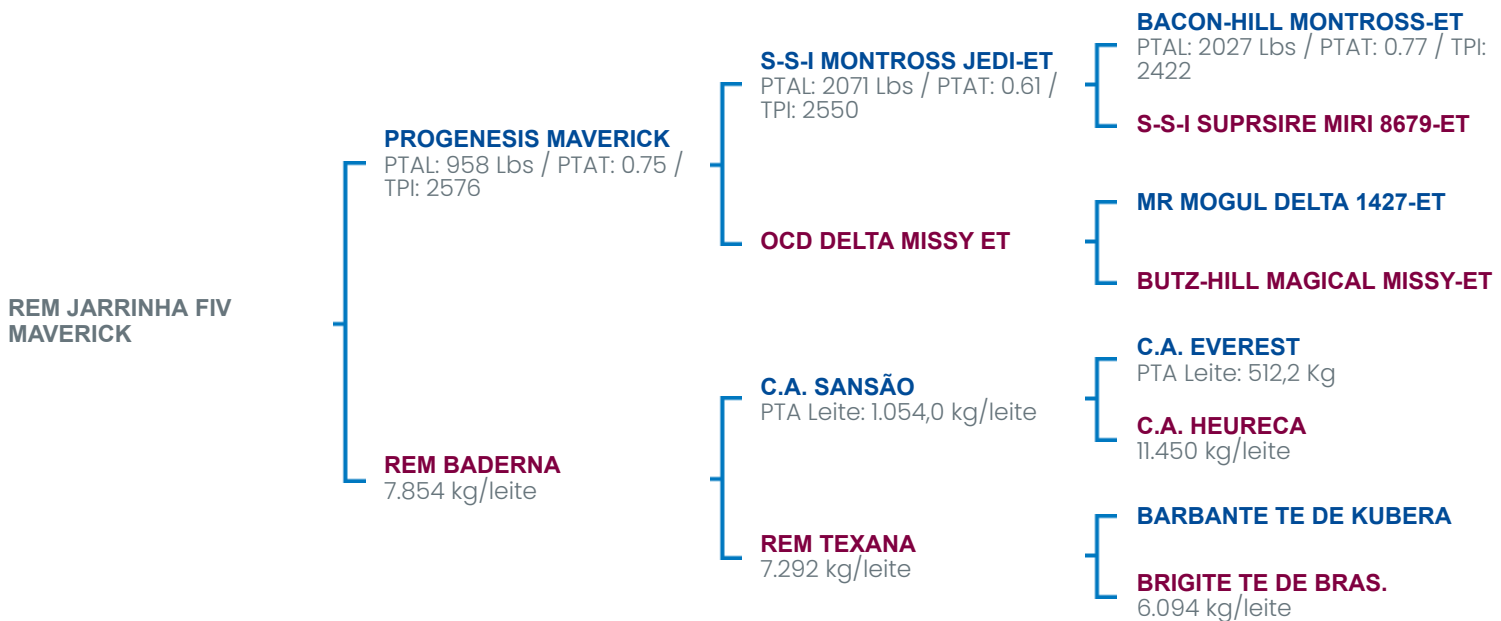 REM JARRINHA FIV
MAVERICK
PROGENESIS MAVERICK
PTAL: 958 Lbs / PTAT: 0.75 /
TPI: 2576
REM BADERNA
7.854 kg/leite
S-S-I MONTROSS JEDI-ET
PTAL: 2071 Lbs / PTAT: 0.61 /
TPI: 2550
OCD DELTA MISSY ET
C.A. SANSÃO
PTA Leite: 1.054,0 kg/leite
REM TEXANA
7.292 kg/leite
BACON-HILL MONTROSS-ET
PTAL: 2027 Lbs / PTAT: 0.77 / TPI:
2422
S-S-I SUPRSIRE MIRI 8679-ET
MR MOGUL DELTA 1427-ET
BUTZ-HILL MAGICAL MISSY-ET
C.A. EVEREST
PTA Leite: 512,2 Kg
C.A. HEURECA
11.450 kg/leite
BARBANTE TE DE KUBERA
BRIGITE TE DE BRAS.
6.094 kg/leite